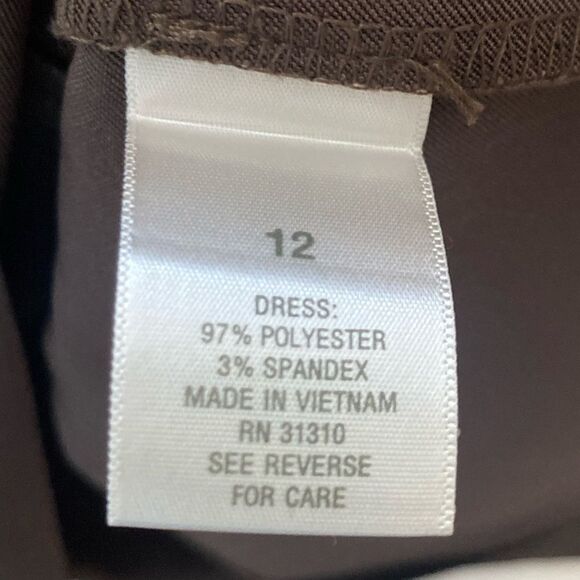 12
DRESS:
97% POLYESTER
3% SPANDEX
MADE IN VIETNAM
RN 31310
SEE REVERSE
FOR CARE